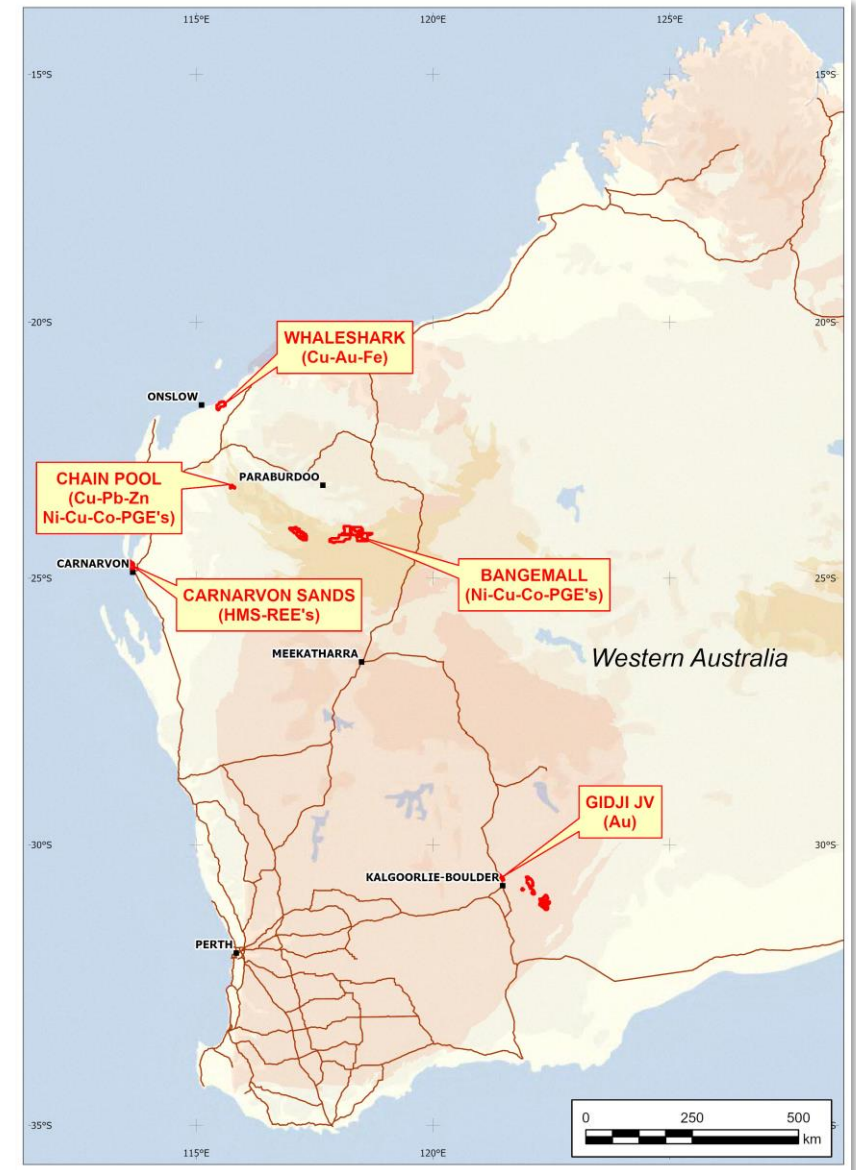 115°E
120°E
125°E
-15°S
15°S
-20°S
20°S
WHALESHARK
(Cu-Au-Fe)
ONSLOW
CHAIN POOL
(Cu-Pb-Zn
Ni-Cu-Co-PGE's)
PARABURDOO
CARNARVON
-25°S
25°S
CARNARVON SANDS
(HMS-REE's)
BANGEMALL
(Ni-Cu-Co-PGE's)
MEEKATHARRA
Western Australia
GIDJI JV
(Au)
-30°S
30°S
KALGOORLIE-BOULDER
PERTH
0 250 500
km
-35°S
°S
115°E
120°E
125°E